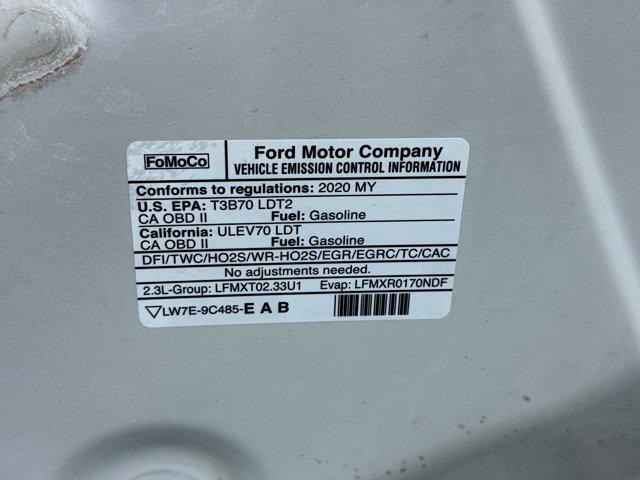 FoMoCo
Ford Motor Company
VEHICLE EMISSION CONTROL INFORMATION
Conforms to regulations: 2020 MY
U.S. EPA: T3B70 LDT2
CA OBD II Fuel: Gasoline
California: ULEV70 LDT
CA OBD II Fuel: Gasoline
DFI/TWC/HO2S/WR-HO2S/EGR/EGRC/TC/CAC
No adjustments needed.
2.3L-Group: LFMXT02.33U1 Evap: LFMXR0170NDF
LW7E-9C485-E A B